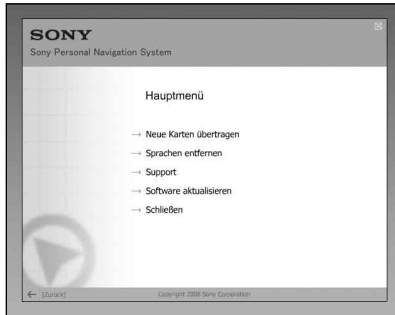 SONY
Sony Personal Navigation System
Hauptmenü
→ Neue Karten übertragen
→ Sprachen entfernen
→ Support
→ Software aktualisieren
→ Schließen
← [Zurück]
Copyright 2008 Sony Corporation